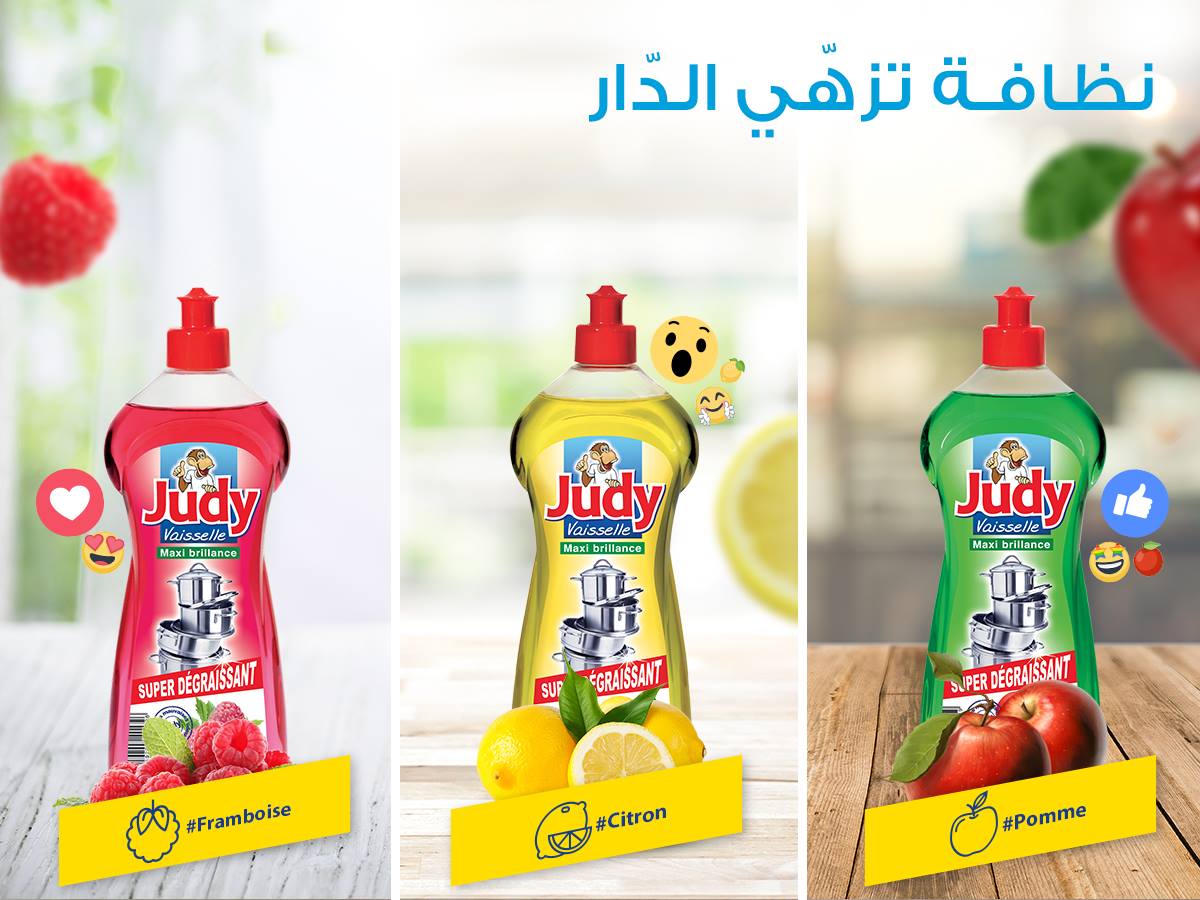 نظافة تزهّي الدّار
Judy
Vaisselle
Maxi brillance
SUPER DÉGRAISSANT
#Framboise
Judy
Vaisselle
Maxi brillance
SUPER DÉGRAISSANT
#Citron
Judy
Vaisselle
Maxi brillance
SUPER DÉGRAISSANT
#Pomme